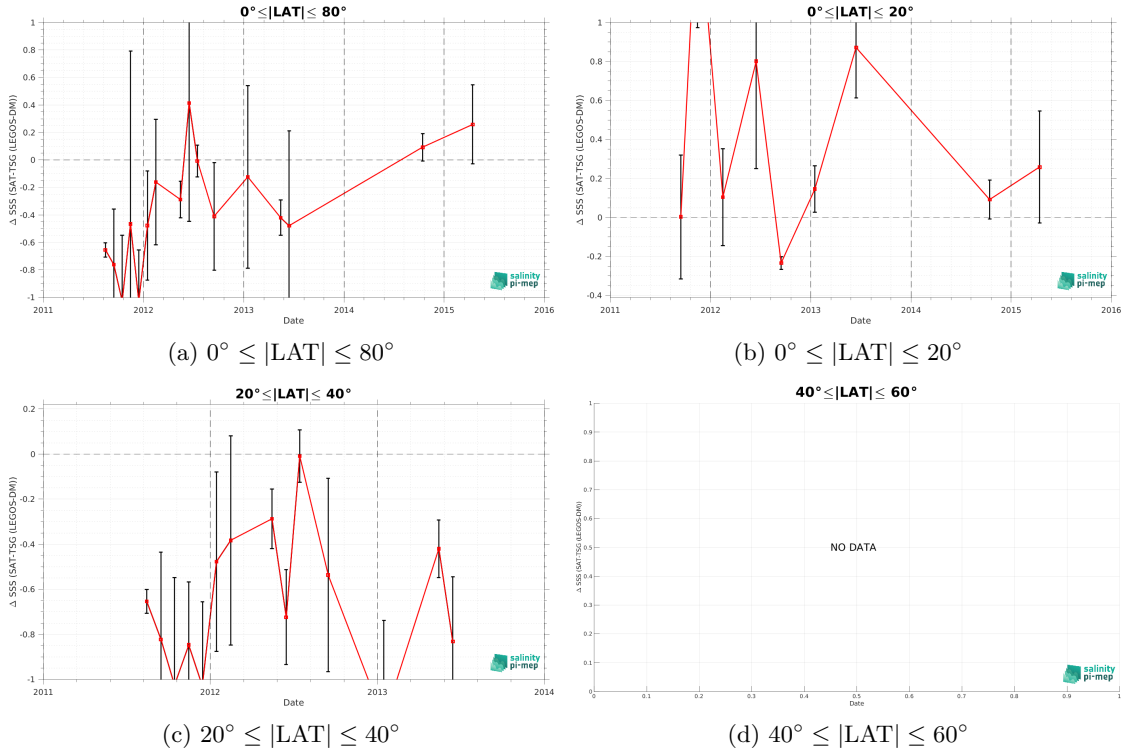 0°≤|LAT|≤ 80°
Δ SSS (SAT-TSG (LEGOS-DM))
1
0.8
0.6
0.4
0.2
0
-0.2
-0.4
-0.6
-0.8
-1
2011 2012 2013 2014 2015 2016
Date
salinity
pi-mep
(a) 0° ≤ |LAT| ≤ 80°
0°≤|LAT|≤ 20°
Δ SSS (SAT-TSG (LEGOS-DM))
1
0.8
0.6
0.4
0.2
0
-0.2
-0.4
2011 2012 2013 2014 2015 2016
Date
salinity
pi-mep
(b) 0° ≤ |LAT| ≤ 20°
20°≤|LAT|≤ 40°
Δ SSS (SAT-TSG (LEGOS-DM))
0.2
0
-0.2
-0.4
-0.6
-0.8
-1
2011 2012 2013 2014
Date
salinity
pi-mep
(c) 20° ≤ |LAT| ≤ 40°
40°≤|LAT|≤ 60°
Δ SSS (SAT-TSG (LEGOS-DM))
1
0.9
0.8
0.7
0.6
0.5
0.4
0.3
0.2
0.1
0
NO DATA
0 0.1 0.2 0.3 0.4 0.5 0.6 0.7 0.8 0.9 1
Date
salinity
pi-mep
(d) 40° ≤ |LAT| ≤ 60°